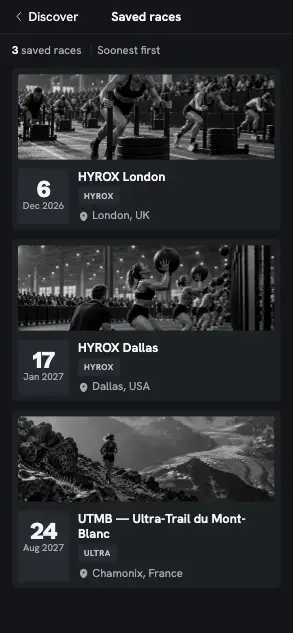 Discover
Saved races
3 saved races
Soonest first
6
Dec 2026
HYROX London
HYROX
London, UK
17
Jan 2027
HYROX Dallas
HYROX
Dallas, USA
24
Aug 2027
UTMB — Ultra-Trail du Mont-
Blanc
ULTRA
Chamonix, France